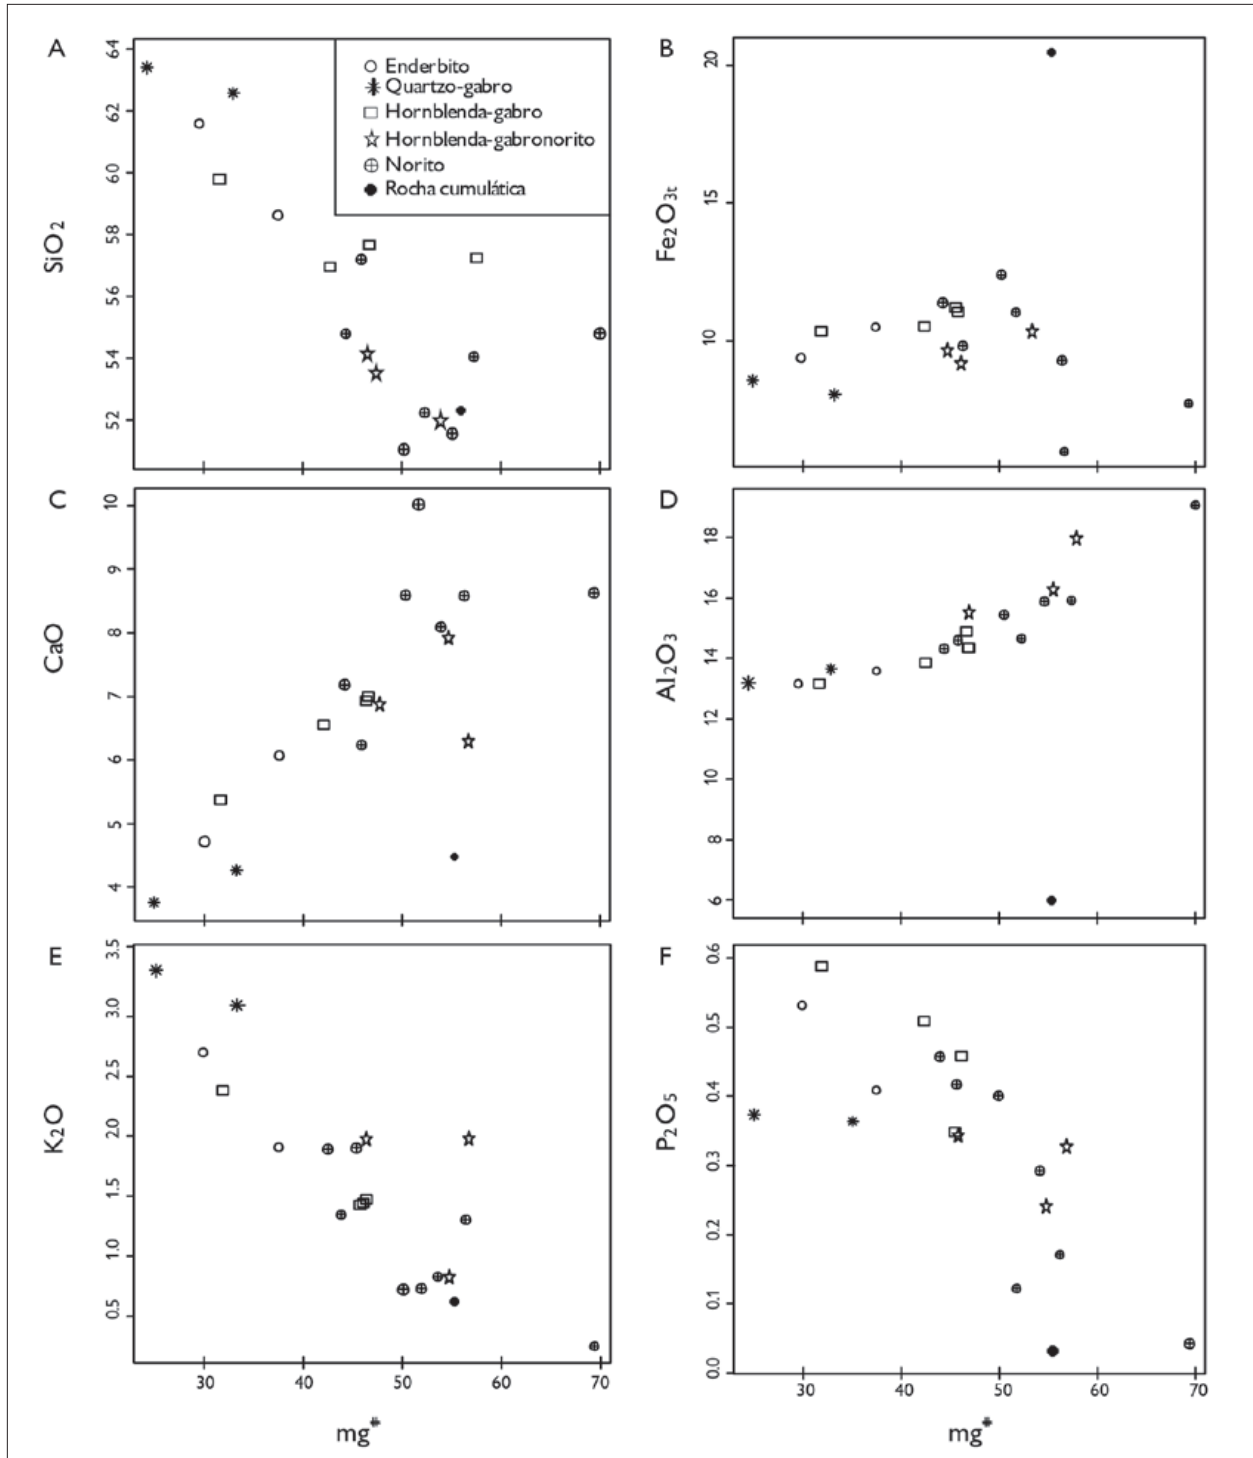 A
SiO2
64
62
60
58
56
54
52
Enderbito
Quartzo-gabro
Hornblenda-gabro
Hornblenda-gabronorito
Norito
Rocha cumulática
B
Fe2O3t
20
15
10
C
CaO
10
9
8
7
6
5
4
D
Al2O3
18
16
14
12
10
8
6
E
K2O
3.5
3.0
2.5
2.0
1.5
1.0
0.5
30 40 50 60 70
mg#
F
P2O5
0.6
0.5
0.4
0.3
0.2
0.1
0.0
30 40 50 60 70
mg#